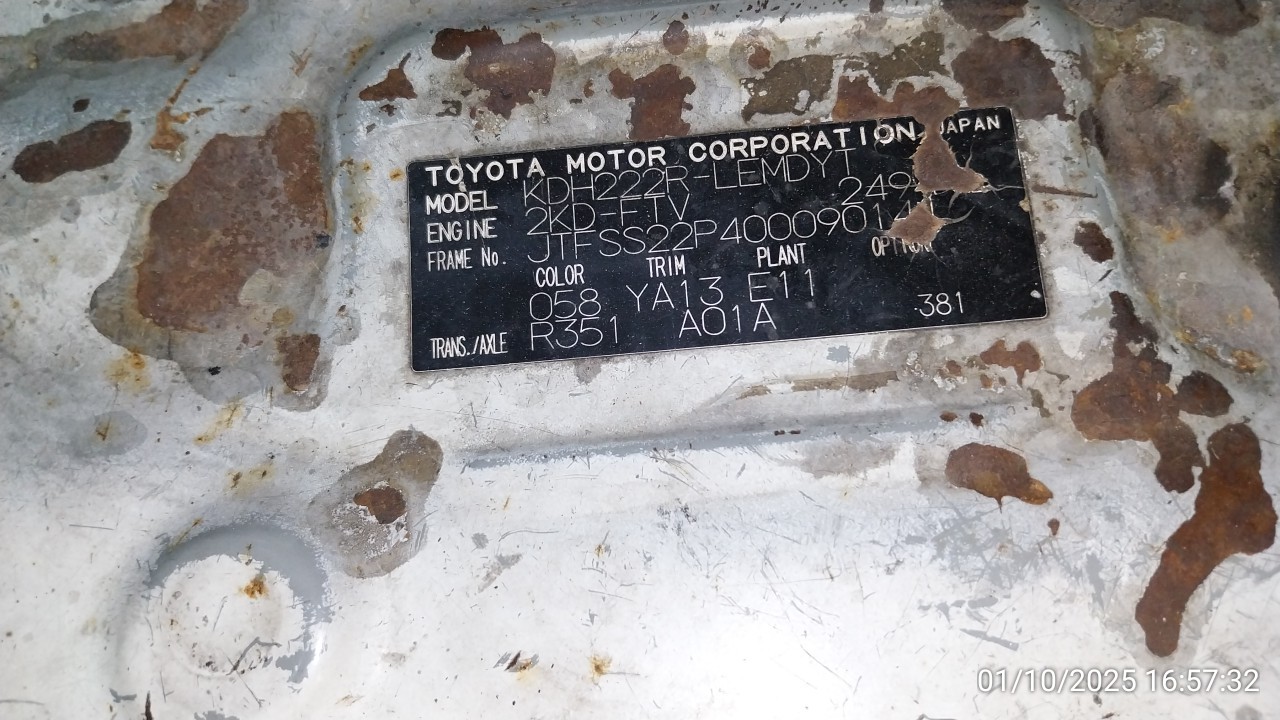 TOYOTA MOTOR CORPORATION JAPAN
MODEL KDH222R-LEMDYT
ENGINE 2KD-FTV
FRAME No.
COLOR TRIM PLANT OPTION
058 YA13 E11
TRANS./AXLE R351 A01A 381
01/10/2025 16:57:32